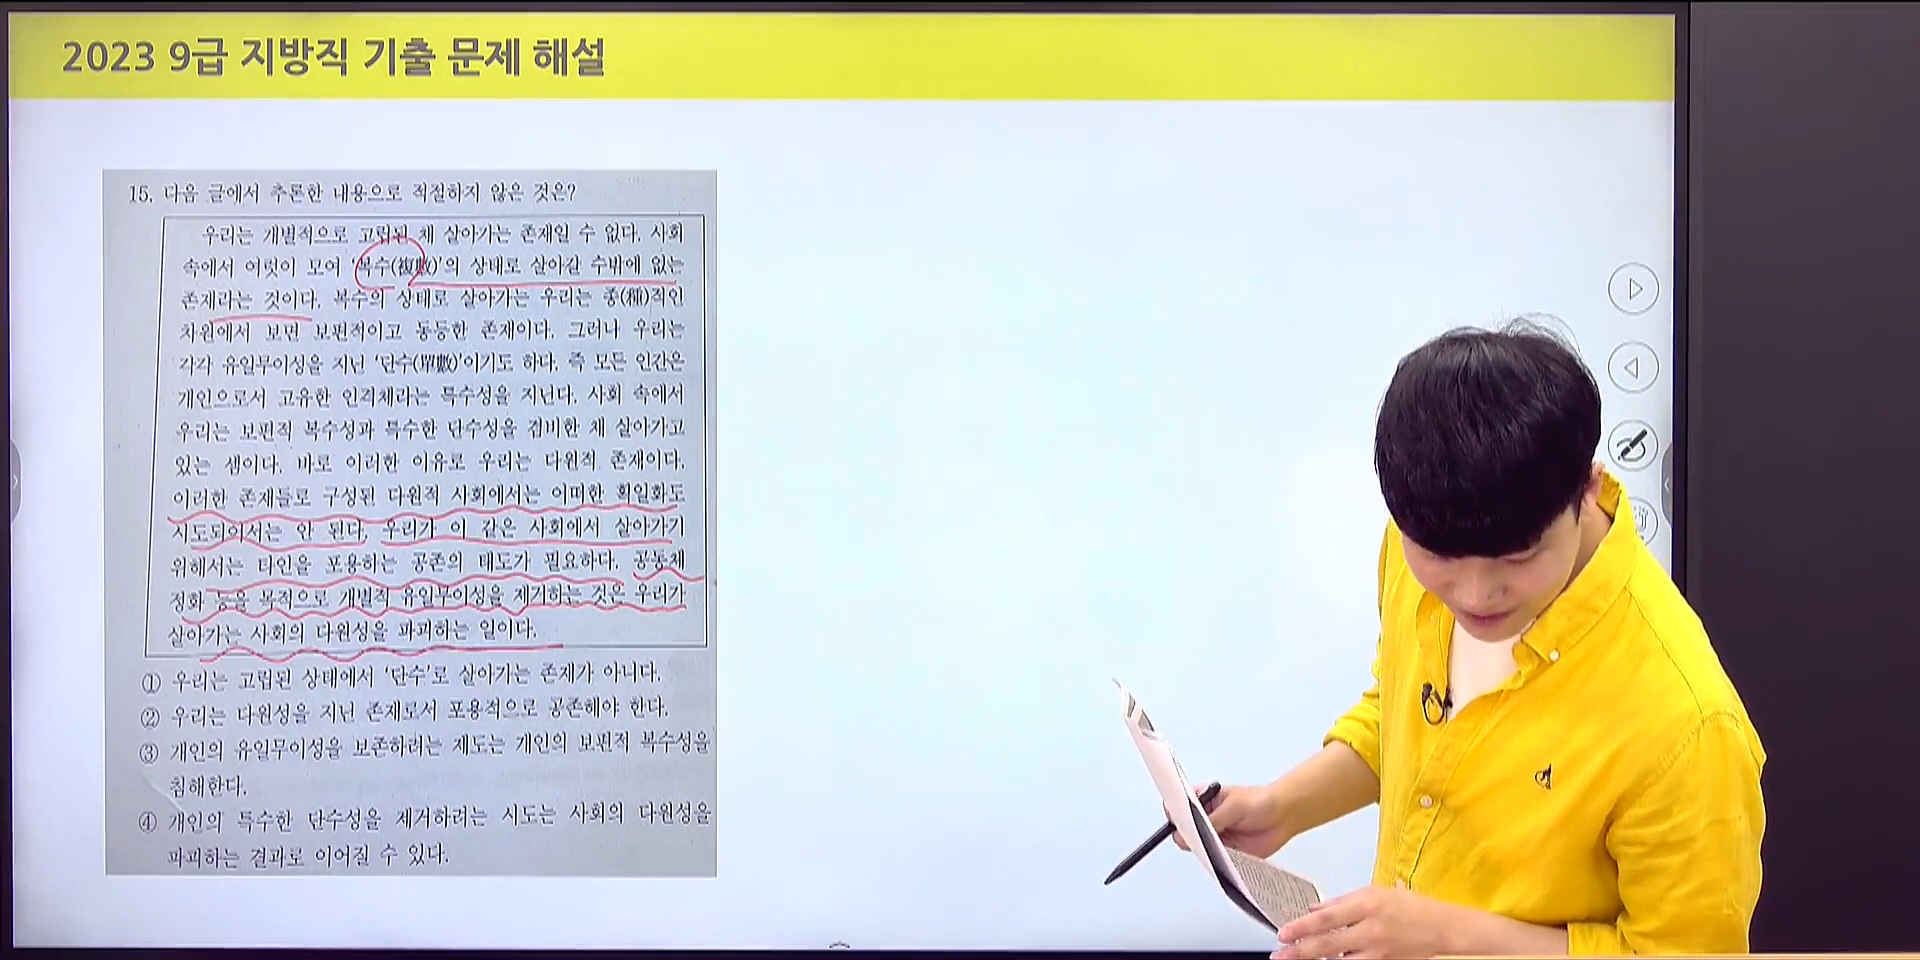 2023 9급 지방직 기출 문제 해설
15. 다음 글에서 추론한 내용으로 적절하지 않은 것은?
우리는 개별적으로 고립된 채 살아가는 존재일 수 없다. 사회
속에서 여럿이 모여 ‘복수(複數)’의 상태로 살아갈 수밖에 없는
존재라는 것이다. 복수의 상태로 살아가는 우리는 종(種)적인
차원에서 보면 보편적이고 동등한 존재이다. 그러나 우리는
각각 유일무이성을 지닌 ‘단수(單數)’이기도 하다. 즉 모든 인간은
개인으로서 고유한 인격체라는 특수성을 지닌다. 사회 속에서
우리는 보편적 복수성과 특수한 단수성을 겸비한 채 살아가고
있는 셈이다. 바로 이러한 이유로 우리는 다원적 존재이다.
이러한 존재들로 구성된 다원적 사회에서는 어떠한 획일화도
시도되어서는 안 된다. 우리가 이 같은 사회에서 살아가기
위해서는 타인을 포용하는 공존의 태도가 필요하다. 공동체
정화 등을 목적으로 개별적 유일무이성을 제거하는 것은 우리가
살아가는 사회의 다원성을 파괴하는 일이다.
① 우리는 고립된 상태에서 ‘단수’로 살아가는 존재가 아니다.
② 우리는 다원성을 지닌 존재로서 포용적으로 공존해야 한다.
③ 개인의 유일무이성을 보존하려는 제도는 개인의 보편적 복수성을
침해한다.
④ 개인의 특수한 단수성을 제거하려는 시도는 사회의 다원성을
파괴하는 결과로 이어질 수 있다.